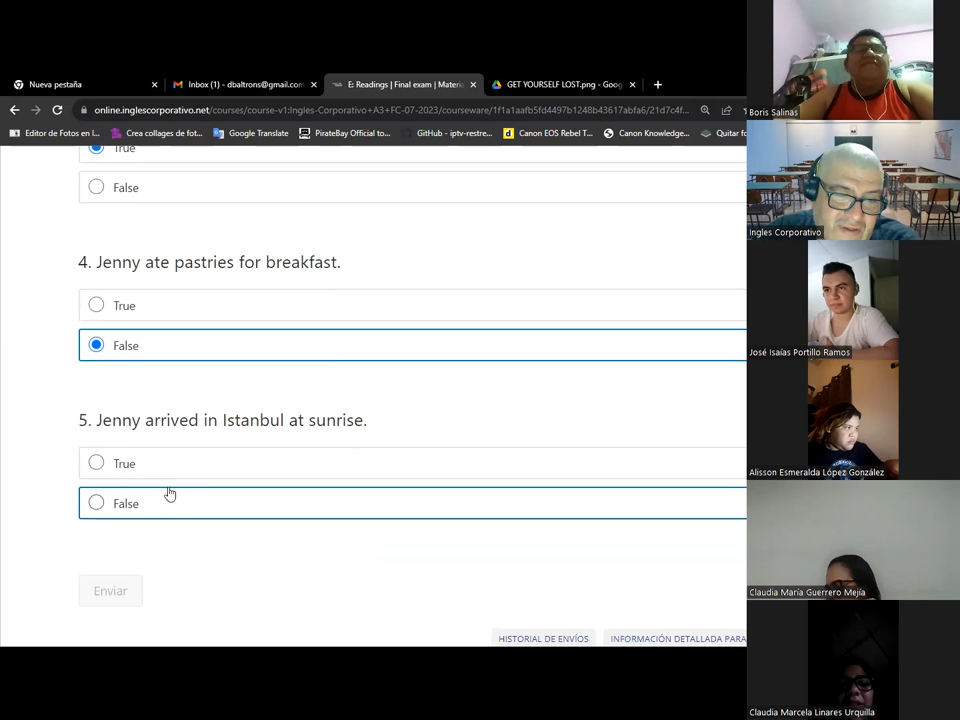 Nueva pestaña
Inbox (1) - dbaltrons@gmail.com
E: Readings | Final exam | Materia
GET YOURSELF LOST.png - Goog
online.inglescorporativo.net/courses/course-v1:Ingles-Corporativo+A3+FC-07-2023/courseware/1f1a1aafb5fd4497b1248b43617abfa6/21d7c4f...
Editor de Fotos en l...
Crea collages de fot...
Google Translate
PirateBay Official to...
GitHub - iptv-restre...
Canon EOS Rebel T...
Canon Knowledge...
Quitar fo
True
False
4. Jenny ate pastries for breakfast.
True
False
5. Jenny arrived in Istanbul at sunrise.
True
False
Enviar
HISTORIAL DE ENVÍOS
INFORMACIÓN DETALLADA PARA
Boris Salinas
Ingles Corporativo
José Isaías Portillo Ramos
Alisson Esmeralda López González
Claudia María Guerrero Mejía
Claudia Marcela Linares Urquilla